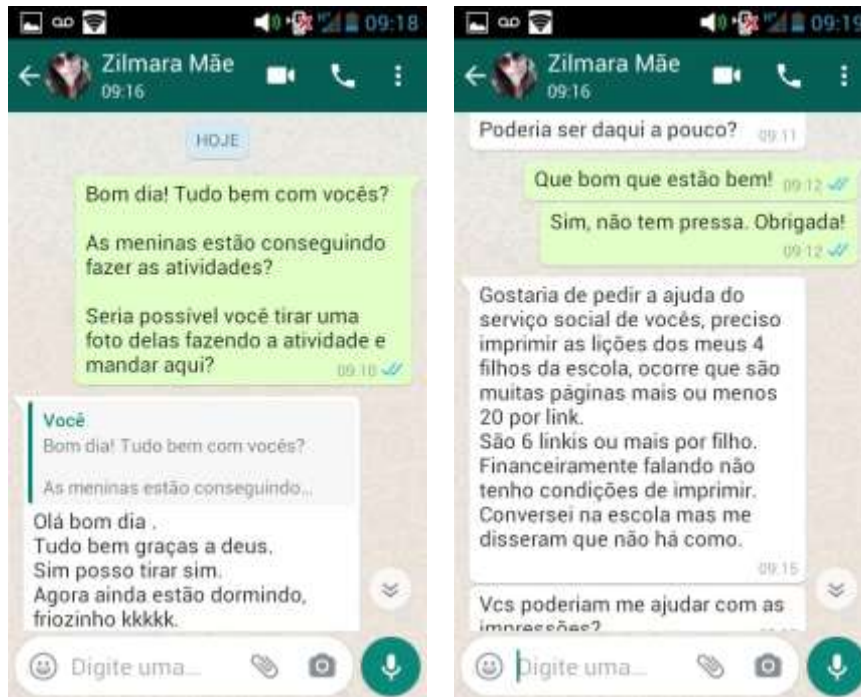 09:18
Zilmara Mãe
09:16
HOJE
Bom dia! Tudo bem com vocês?
As meninas estão conseguindo
fazer as atividades?
Seria possível você tirar uma
foto delas fazendo a atividade e
mandar aqui?
09:10
Você
Bom dia! Tudo bem com vocês?
As meninas estão conseguindo...
Olá bom dia .
Tudo bem graças a deus.
Sim posso tirar sim.
Agora ainda estão dormindo,
friozinho kkkkk.
Digite uma...
09:19
Zilmara Mãe
09:16
Poderia ser daqui a pouco? 09:11
Que bom que estão bem! 09:12
Sim, não tem pressa. Obrigada!
09:12
Gostaria de pedir a ajuda do
serviço social de vocês, preciso
imprimir as lições dos meus 4
filhos da escola, ocorre que são
muitas páginas mais ou menos
20 por link.
São 6 linkis ou mais por filho.
Financeiramente falando não
tenho condições de imprimir.
Conversei na escola mas me
disseram que não há como.
09:15
Vcs poderiam me ajudar com as
impressões?
Digite uma...